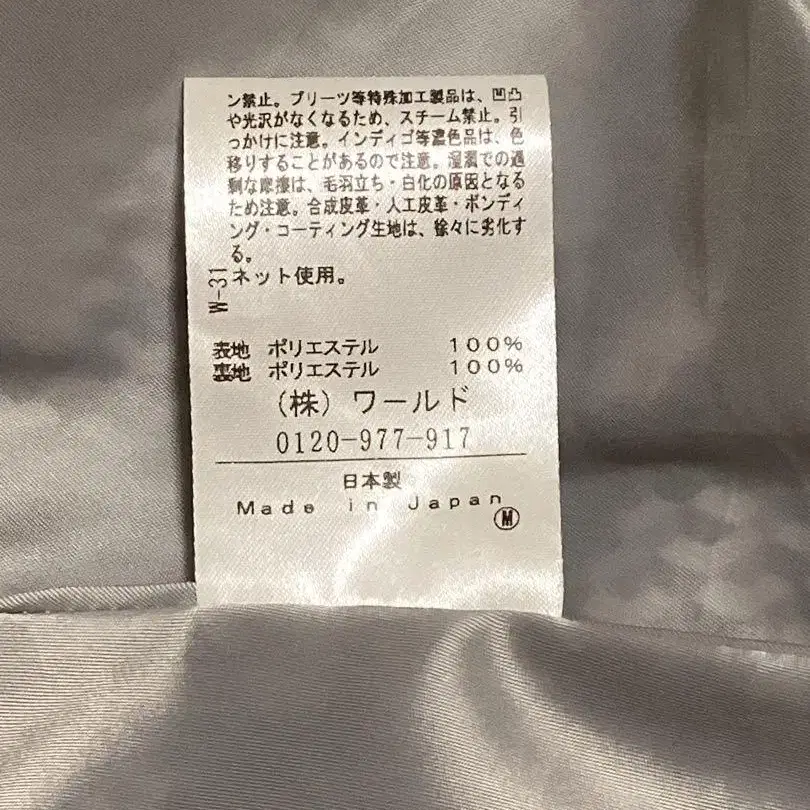 ン禁止。プリーツ等特殊加工製品は、凹凸
や光沢がなくなるため、スチーム禁止。引
っかけに注意。インディゴ等濃色品は、色
移りすることがあるので注意。湿潤での過
剰な摩擦は、毛羽立ち・白化の原因となる
ため注意。合成皮革・人工皮革・ボンディ
ング・コーティング生地は、徐々に劣化す
る。
ネット使用。
W-31
表地 ポリエステル 100%
裏地 ポリエステル 100%
(株)ワールド
0120-977-917
日本製
Made in Japan
M